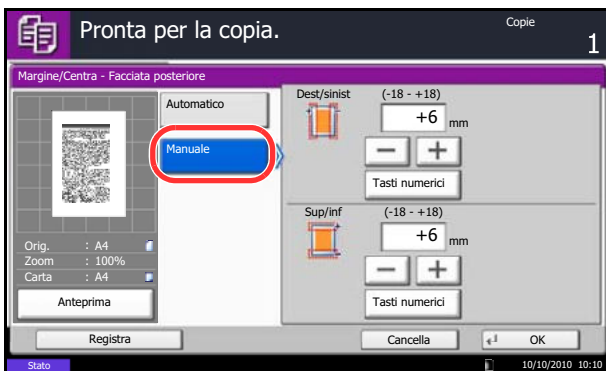 Pronta per la copia.
Copie
1
Margine/Centra - Facciata posteriore
Automatico
Manuale
Dest/sinist
(-18 - +18)
+6 mm
Tasti numerici
Sup/inf
(-18 - +18)
+6 mm
Tasti numerici
Orig. : A4
Zoom : 100%
Carta : A4
Anteprima
Registra
Cancella
OK
Stato
10/10/2010 10:10